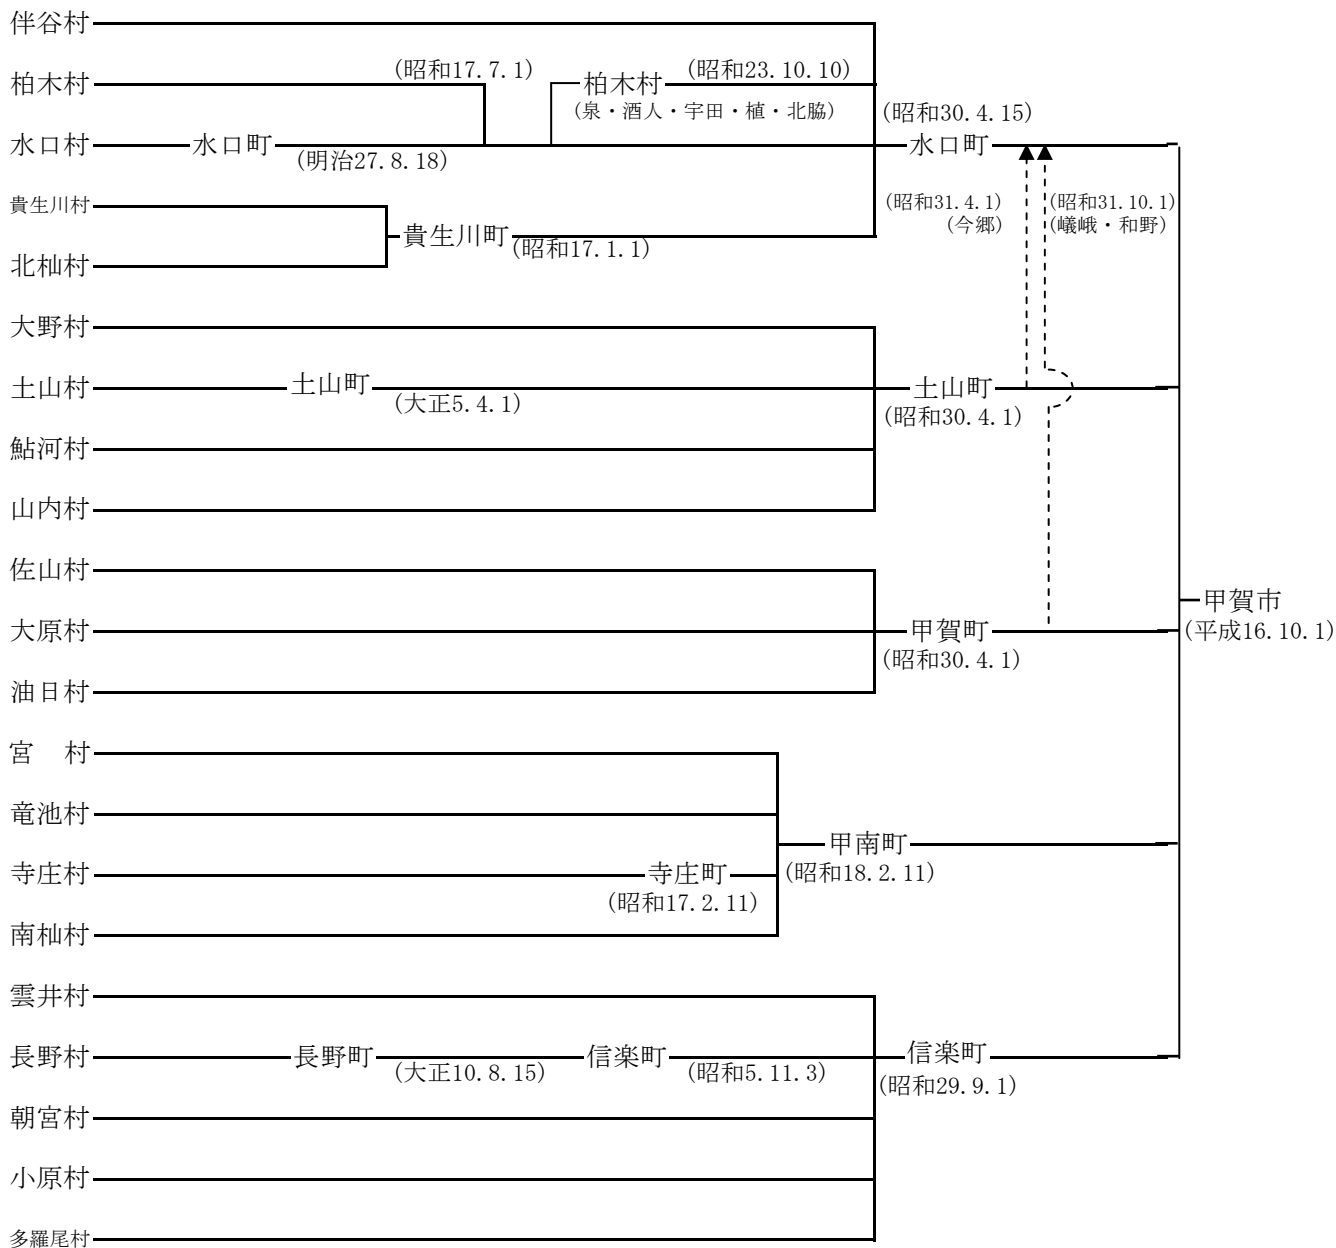 伴谷村
柏木村
(昭和17.7.1)
柏木村
(昭和23.10.10)
(泉・酒人・宇田・植・北脇)
(昭和30.4.15)
水口村
水口町
(明治27.8.18)
水口町
貴生川村
貴生川町
(昭和17.1.1)
(昭和31.4.1)
(今郷)
(昭和31.10.1)
(嶬峨・和野)
北杣村
大野村
土山村
土山町
(大正5.4.1)
土山町
(昭和30.4.1)
鮎河村
山内村
佐山村
甲賀市
(平成16.10.1)
大原村
甲賀町
(昭和30.4.1)
油日村
宮 村
竜池村
甲南町
(昭和18.2.11)
寺庄村
寺庄町
(昭和17.2.11)
南杣村
雲井村
長野村
長野町
(大正10.8.15)
信楽町
(昭和5.11.3)
信楽町
(昭和29.9.1)
朝宮村
小原村
多羅尾村